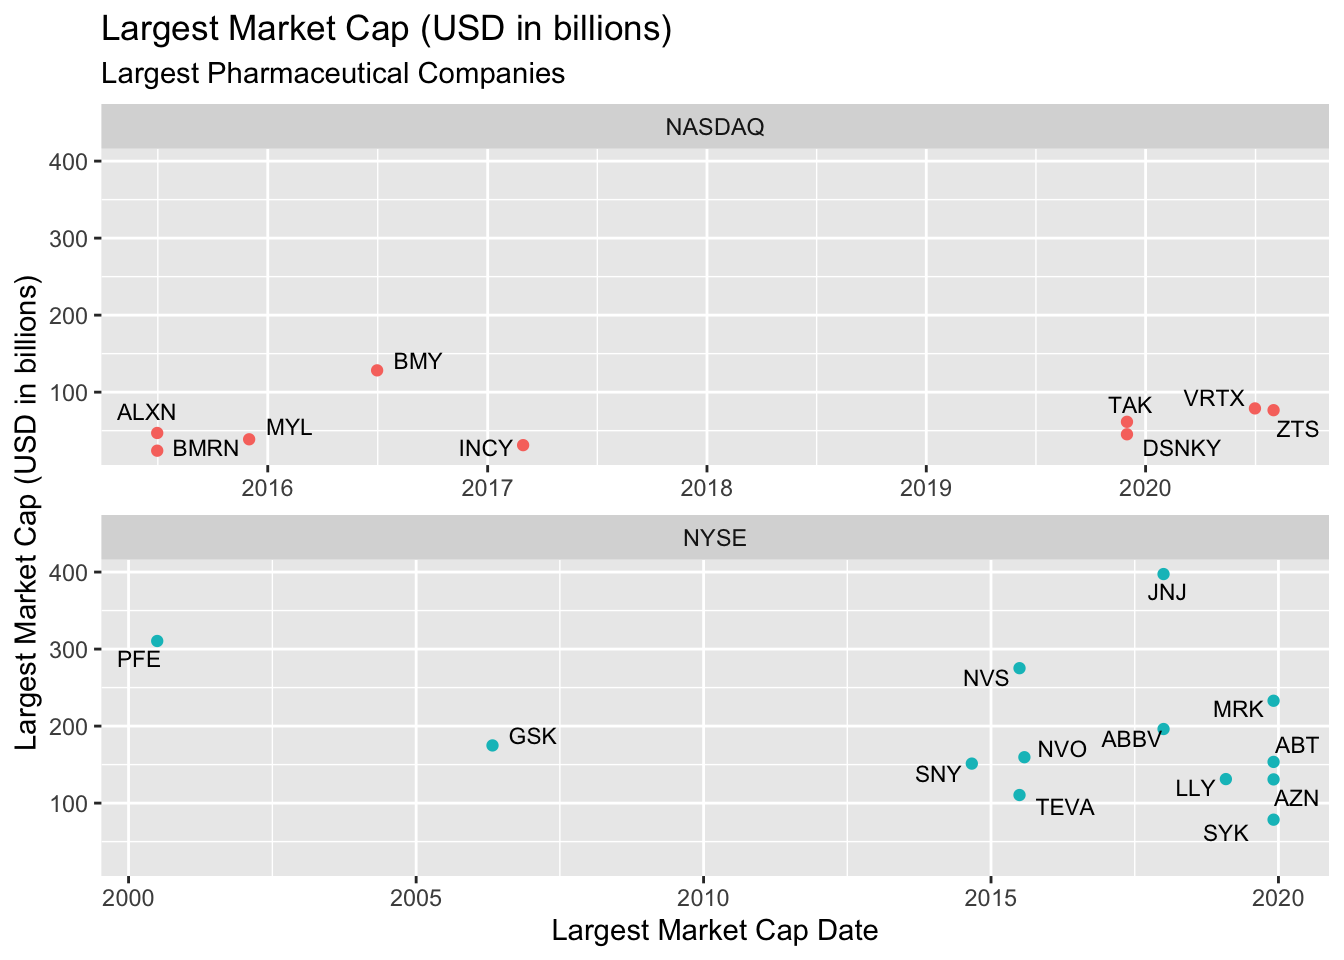 Largest Market Cap (USD in billions)
Largest Pharmaceutical Companies
NASDAQ
400
300
200
100
BMY
ALXN
MYL
BMRN
INCY
TAK
VRTX
DSNKY
ZTS
2016
2017
2018
2019
2020
Largest Market Cap (USD in billions)
NYSE
400
300
200
100
JNJ
PFE
NVS
MRK
GSK
ABBV
ABT
NVO
SNY
LLY
AZN
TEVA
SYK
2000
2005
2010
2015
2020
Largest Market Cap Date